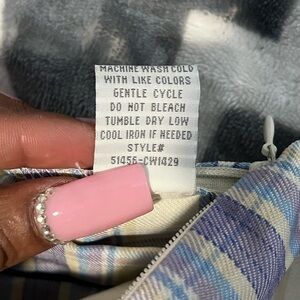 MACHINE WASH COLD
WITH LIKE COLORS
GENTLE CYCLE
DO NOT BLEACH
TUMBLE DRY LOW
COOL IRON IF NEEDED
STYLE#
51456-CW1429